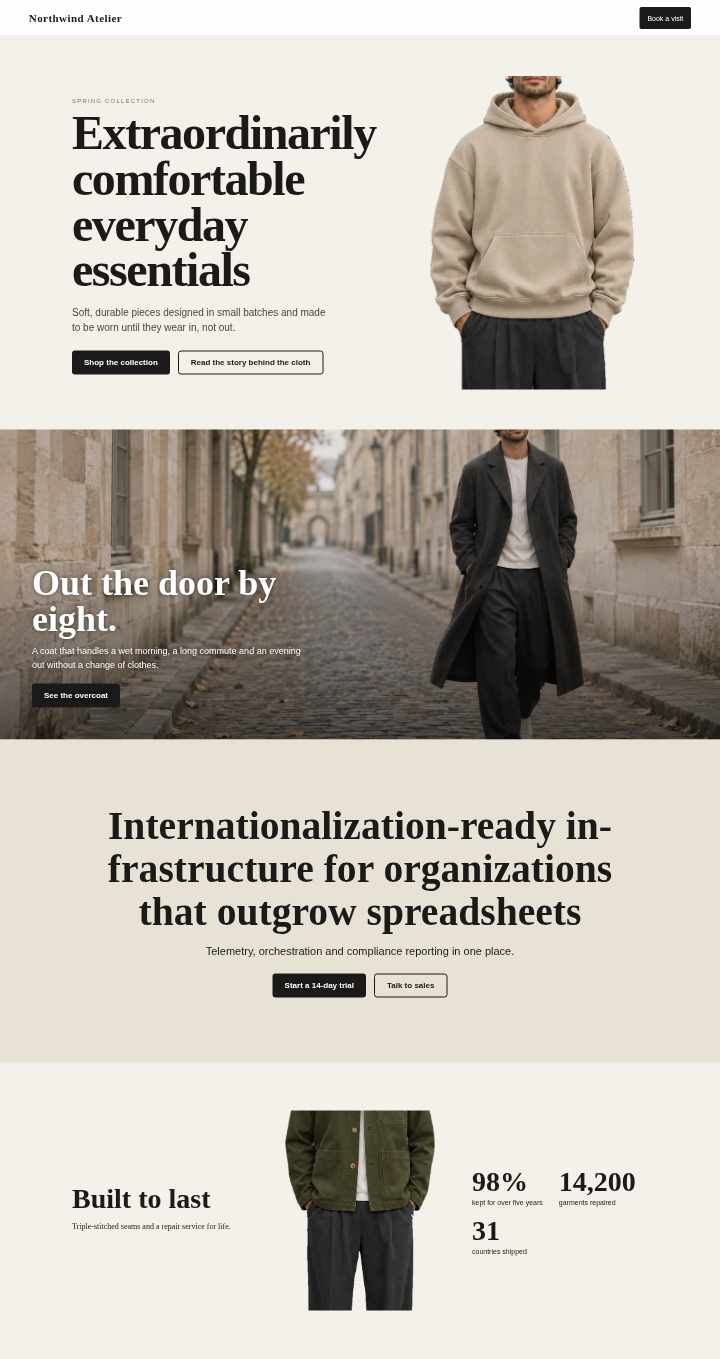 Northwind Atelier
Book a visit
SPRING COLLECTION
Extraordinarily
comfortable
everyday
essentials
Soft, durable pieces designed in small batches and made
to be worn until they wear in, not out.
Shop the collection
Read the story behind the cloth
Out the door by
eight.
A coat that handles a wet morning, a long commute and an evening
out without a change of clothes.
See the overcoat
Internationalization-ready in-
frastructure for organizations
that outgrow spreadsheets
Telemetry, orchestration and compliance reporting in one place.
Start a 14-day trial
Talk to sales
Built to last
Triple-stitched seams and a repair service for life.
98%
kept for over five years
14,200
garments repaired
31
countries shipped